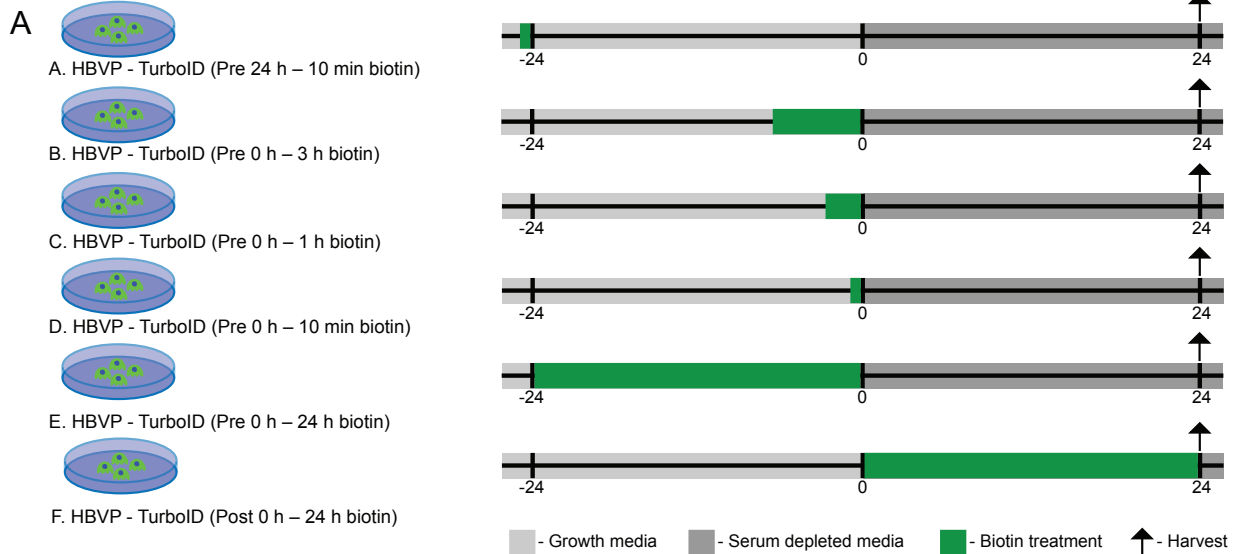 A
A. HBVP - TurboID (Pre 24 h – 10 min biotin)
-24 0 24
B. HBVP - TurboID (Pre 0 h – 3 h biotin)
-24 0 24
C. HBVP - TurboID (Pre 0 h – 1 h biotin)
-24 0 24
D. HBVP - TurboID (Pre 0 h – 10 min biotin)
-24 0 24
E. HBVP - TurboID (Pre 0 h – 24 h biotin)
-24 0 24
F. HBVP - TurboID (Post 0 h – 24 h biotin)
-24 0 24
- Growth media - Serum depleted media - Biotin treatment - Harvest